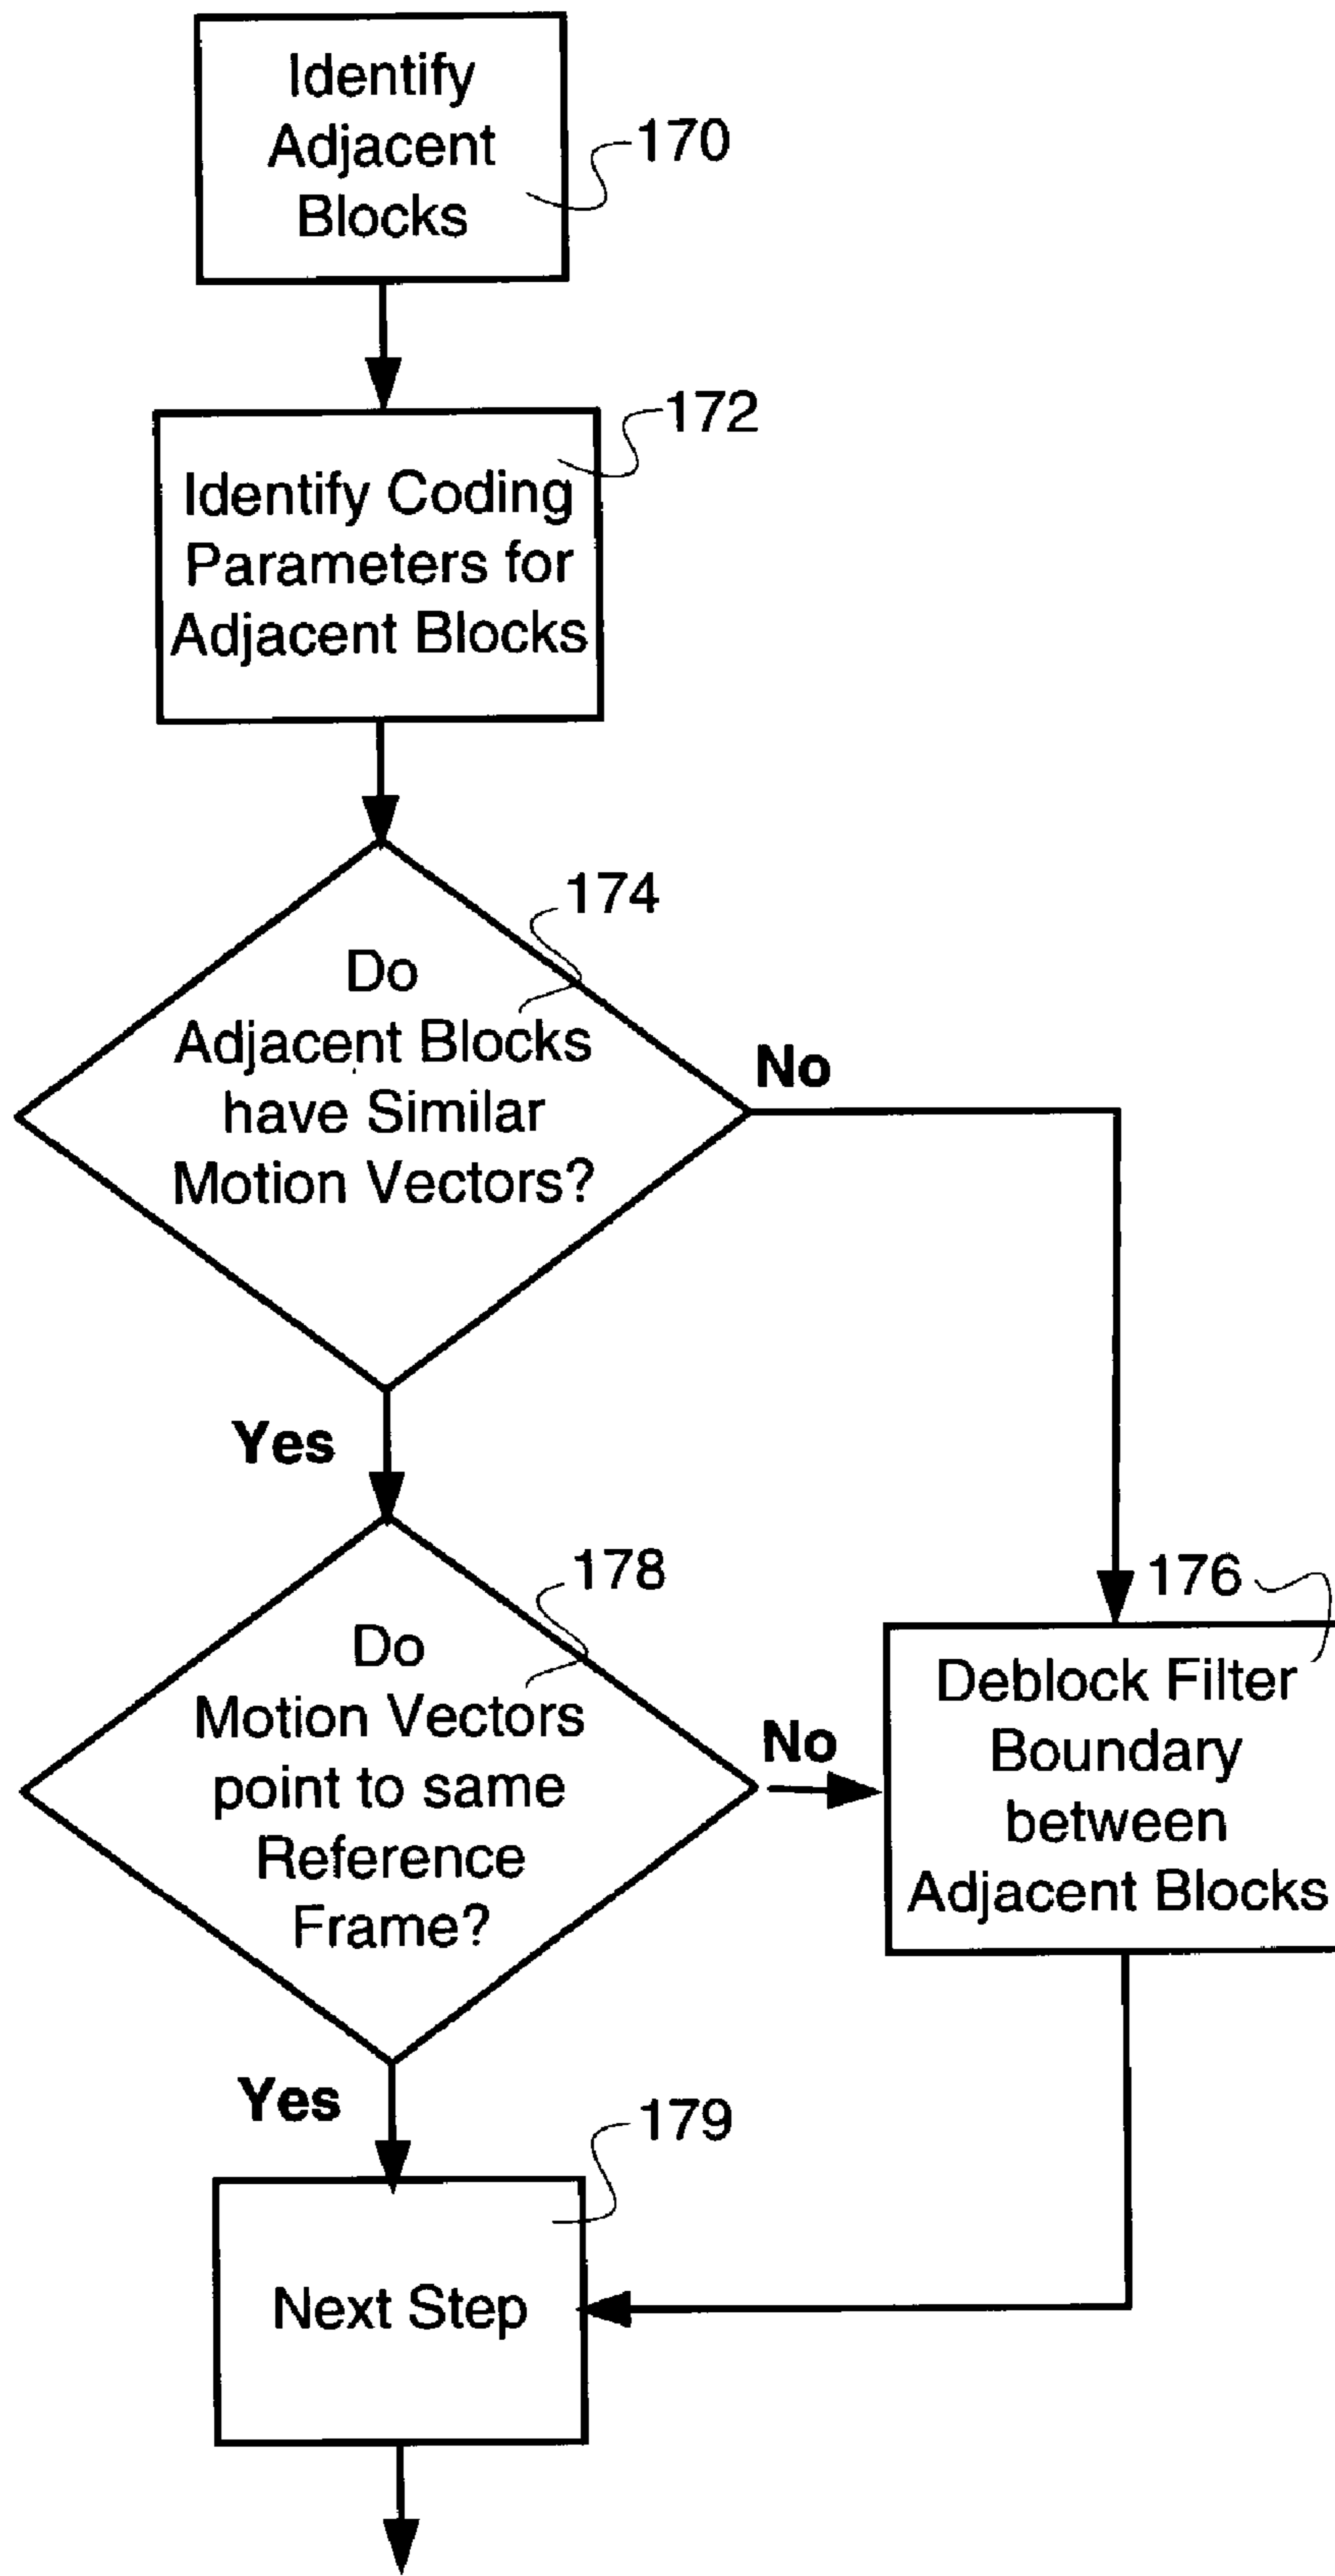 Identify
Adjacent
Blocks
170
172
Identify Coding
Parameters for
Adjacent Blocks
174
Do
Adjacent Blocks
have Similar
Motion Vectors?
No
Yes
178
Do
Motion Vectors
point to same
Reference
Frame?
No
176
Deblock Filter
Boundary
between
Adjacent Blocks
Yes
179
Next Step